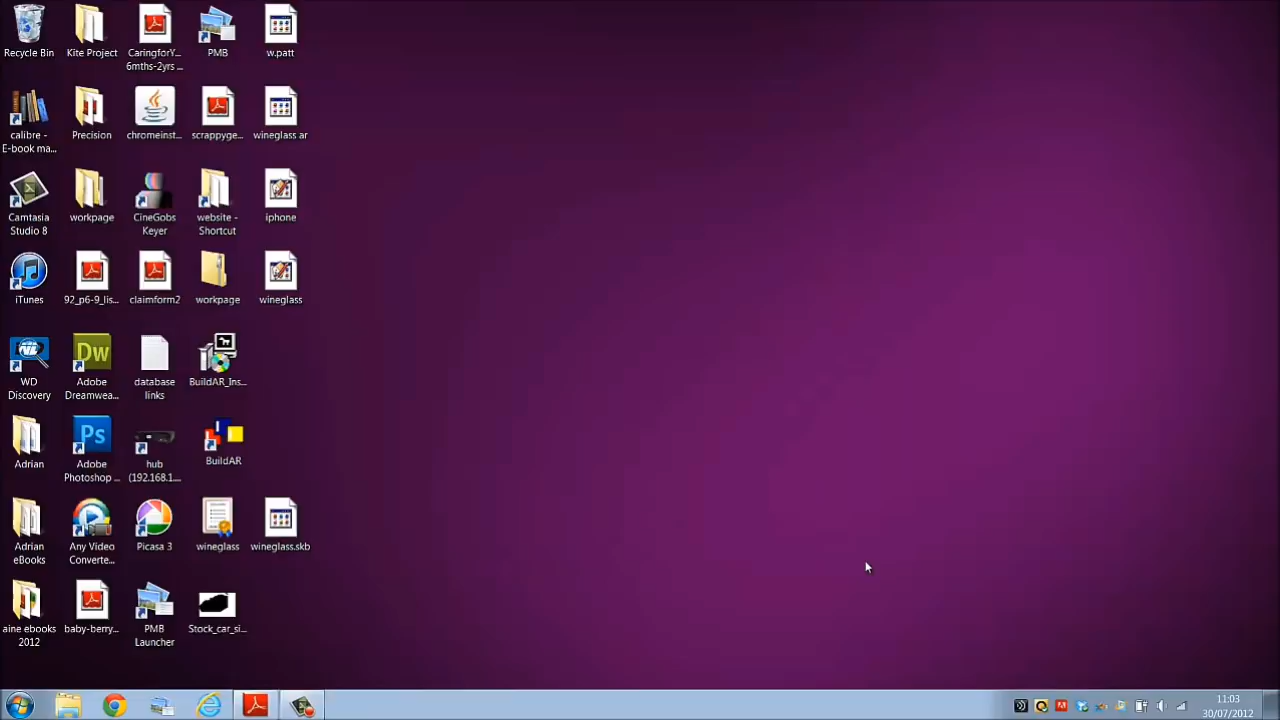 Recycle Bin
Kite Project
CaringforY...
6mths-2yrs ...
PMB
w.patt
calibre -
E-book ma...
Precision
chromeinst...
scrappyge...
wineglass ar
Camtasia
Studio 8
workpage
CineGobs
Keyer
website -
Shortcut
iphone
iTunes
92_p6-9_lis...
claimform2
workpage
wineglass
WD
Discovery
Adobe
Dreamwea...
database
links
BuildAR_Ins...
Adrian
Adobe
Photoshop ...
hub
(192.168.1....
BuildAR
Adrian
eBooks
Any Video
Converte...
Picasa 3
wineglass
wineglass.skb
aine ebooks
2012
baby-berry...
PMB
Launcher
Stock_car_si...
Dw
Ps
11:03
30/07/2012